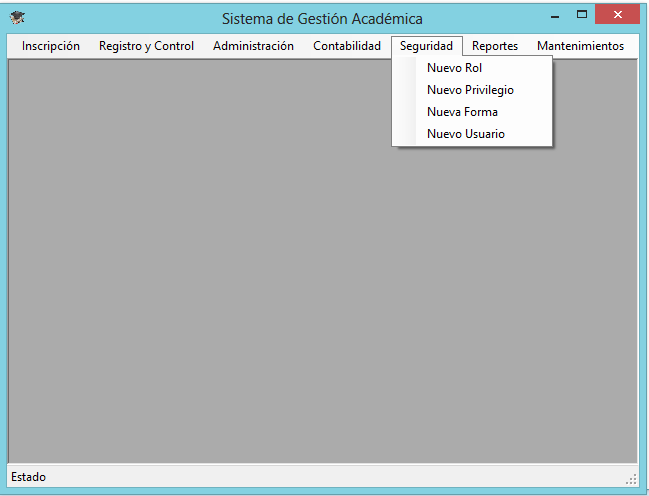 Sistema de Gestión Académica
Inscripción Registro y Control Administración Contabilidad Seguridad Reportes Mantenimientos
Nuevo Rol
Nuevo Privilegio
Nueva Forma
Nuevo Usuario
Estado